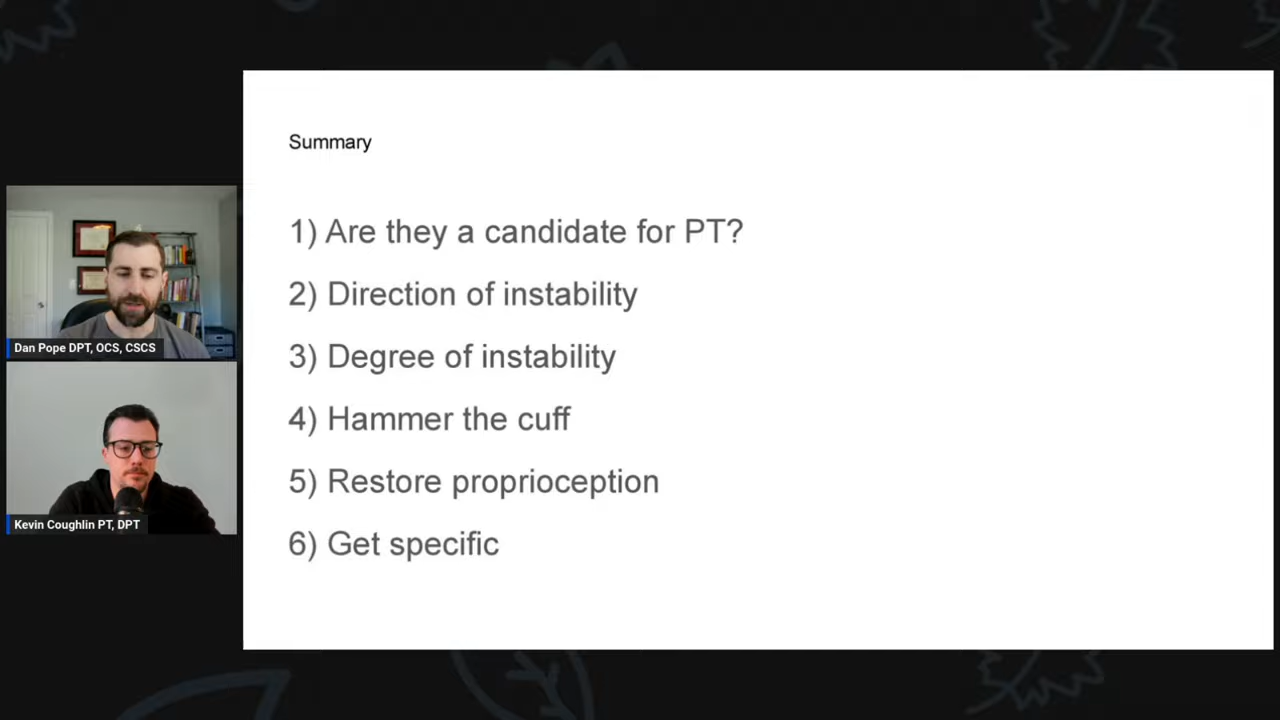 Summary
1) Are they a candidate for PT?
2) Direction of instability
3) Degree of instability
4) Hammer the cuff
5) Restore proprioception
6) Get specific
Dan Pope DPT, OCS, CSCS
Kevin Coughlin PT, DPT